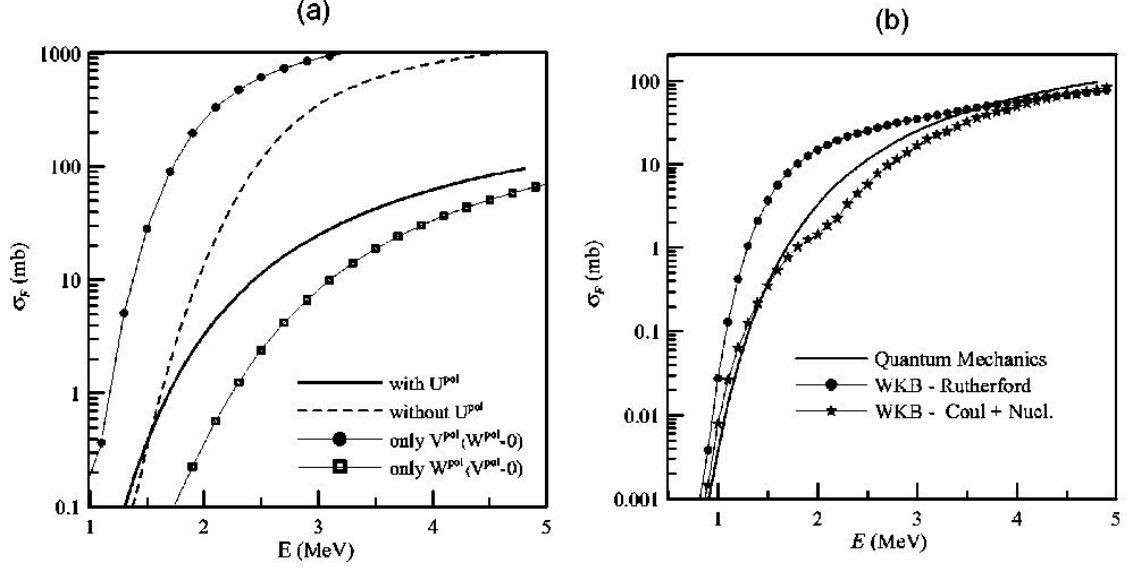 (a)
1000
100
10
1
0.1
σF (mb)
with Upol
without Upol
only Vpol(Wpol-0)
only Wpol(Vpol-0)
1 2 3 4 5
E (MeV)
(b)
100
10
1
0.1
0.01
0.001
σF (mb)
Quantum Mechanics
WKB - Rutherford
WKB - Coul + Nucl.
1 2 3 4 5
E (MeV)